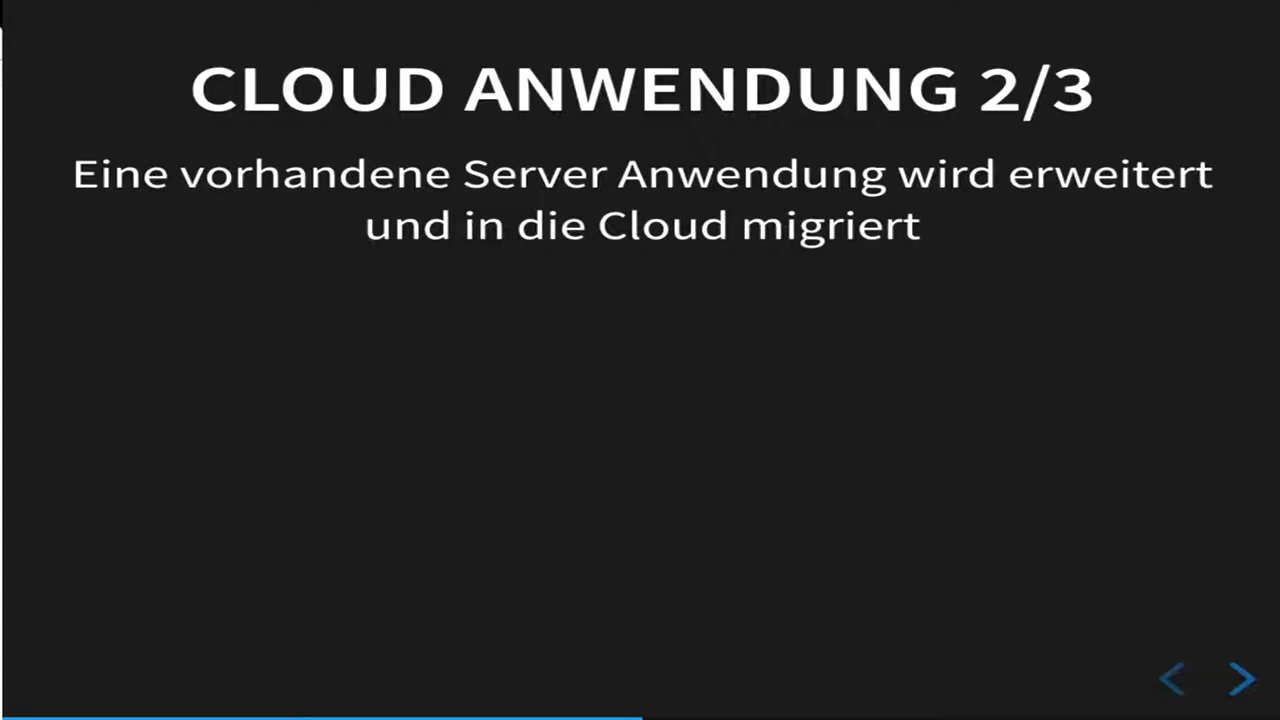 CLOUD ANWENDUNG 2/3
Eine vorhandene Server Anwendung wird erweitert
und in die Cloud migriert